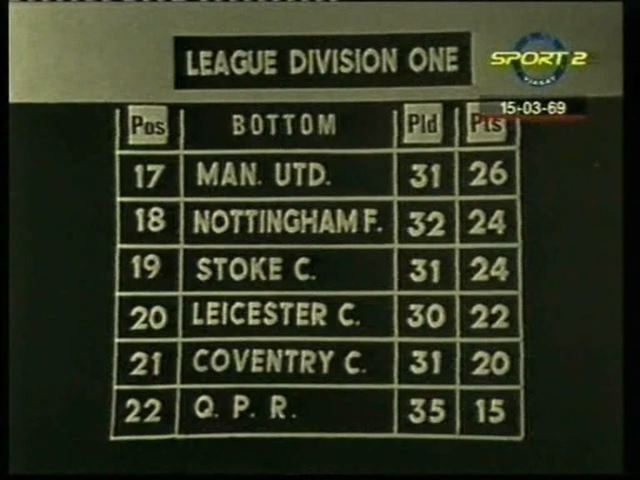 LEAGUE DIVISION ONE
SPORT 2
VIASAT
15-03-69
Pos BOTTOM Pld Pts
17 MAN. UTD. 31 26
18 NOTTINGHAM F. 32 24
19 STOKE C. 31 24
20 LEICESTER C. 30 22
21 COVENTRY C. 31 20
22 Q. P. R. 35 15